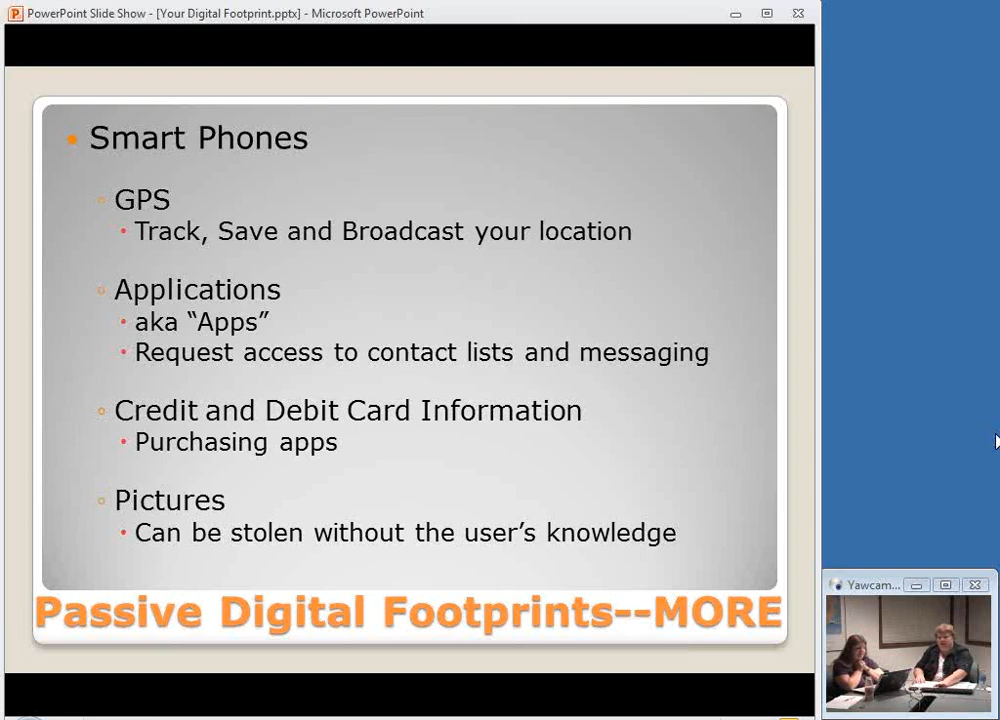 PowerPoint Slide Show - [Your Digital Footprint.pptx] - Microsoft PowerPoint
Smart Phones
GPS
Track, Save and Broadcast your location
Applications
aka “Apps”
Request access to contact lists and messaging
Credit and Debit Card Information
Purchasing apps
Pictures
Can be stolen without the user’s knowledge
Passive Digital Footprints--MORE
Yawcam...